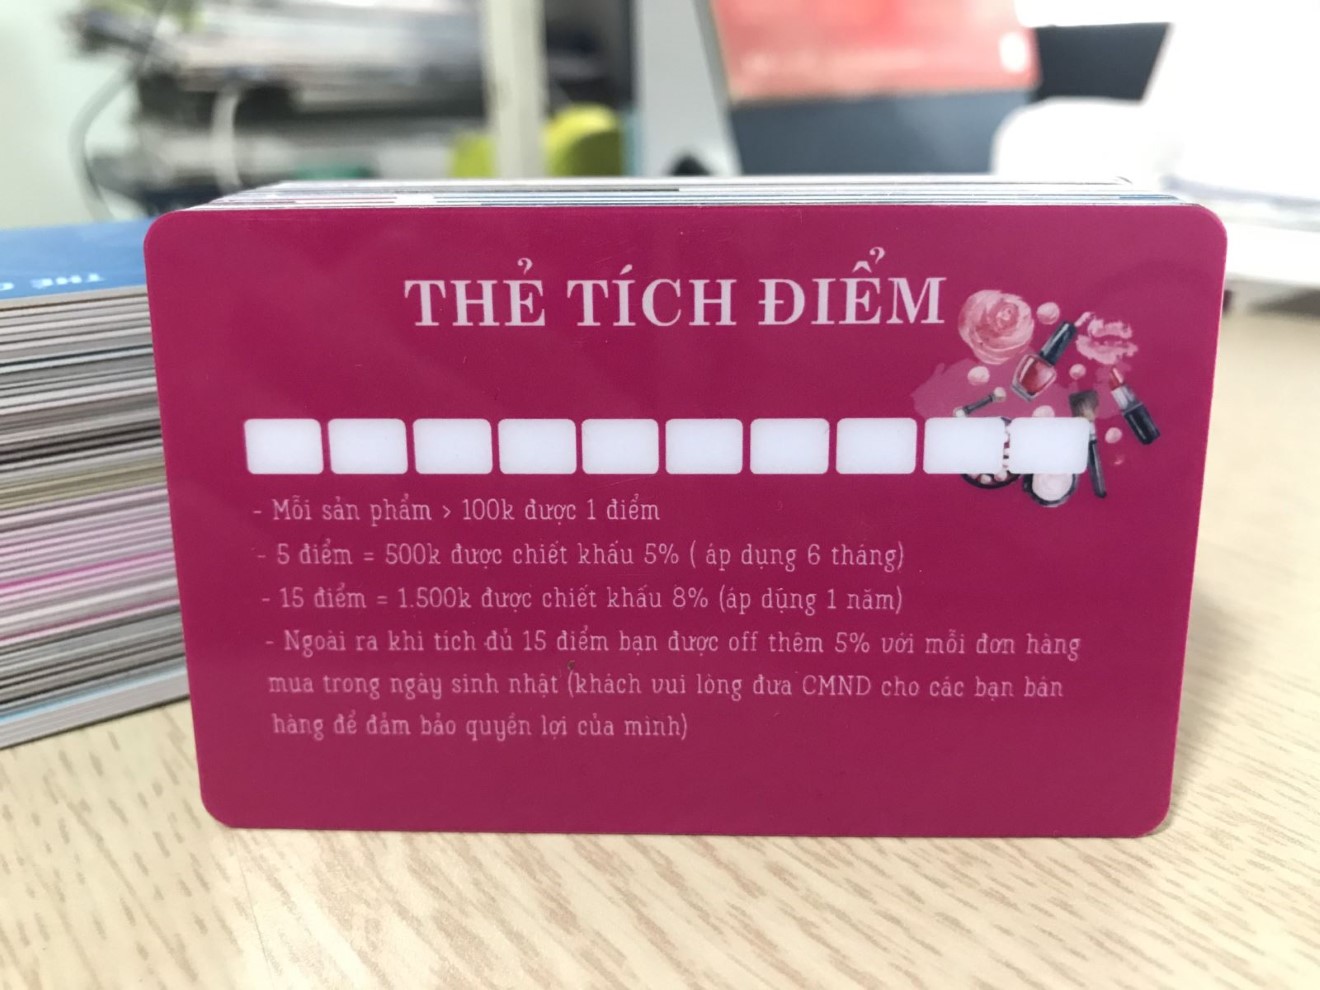 THẺ TÍCH ĐIỂM
- Mỗi sản phẩm > 100k được 1 điểm
- 5 điểm = 500k được chiết khấu 5% ( áp dụng 6 tháng)
- 15 điểm = 1.500k được chiết khấu 8% (áp dụng 1 năm)
- Ngoài ra khi tích đủ 15 điểm bạn được off thêm 5% với mỗi đơn hàng
mua trong ngày sinh nhật (khách vui lòng đưa CMND cho các bạn bán
hàng để đảm bảo quyền lợi của mình)